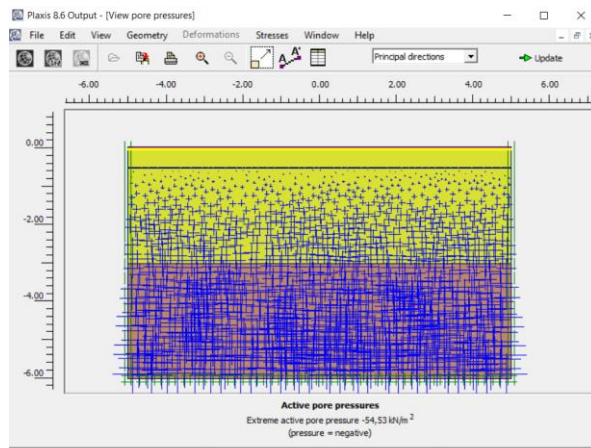 Plaxis 8.6 Output - [View pore pressures]
File Edit View Geometry Deformations Stresses Window Help
Principal directions Update
-6.00 -4.00 -2.00 0.00 2.00 4.00 6.00
0.00
-2.00
-4.00
-6.00
Active pore pressures
Extreme active pore pressure -54,53 kN/m²
(pressure = negative)